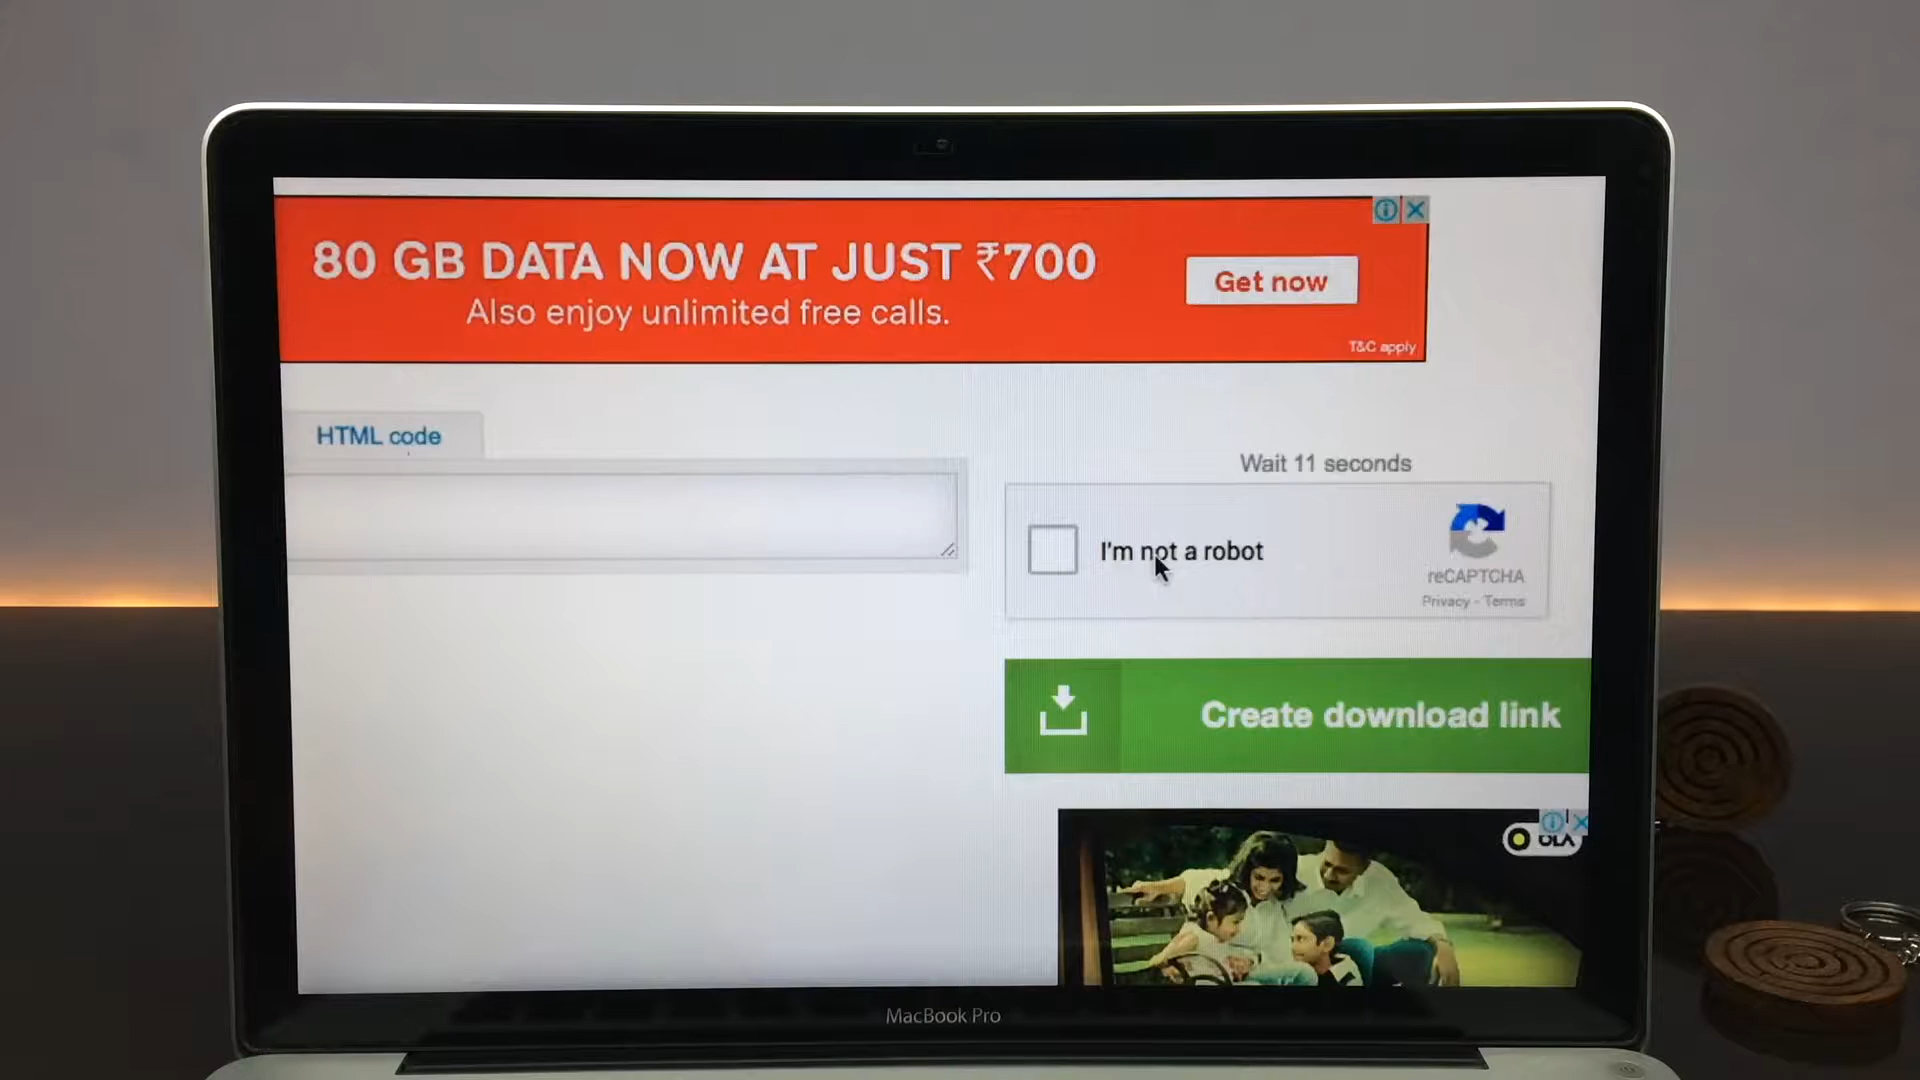 80 GB DATA NOW AT JUST ₹700
Also enjoy unlimited free calls.
Get now
T&C apply
HTML code
Wait 11 seconds
I'm not a robot
reCAPTCHA
Privacy - Terms
Create download link
OLA
MacBook Pro